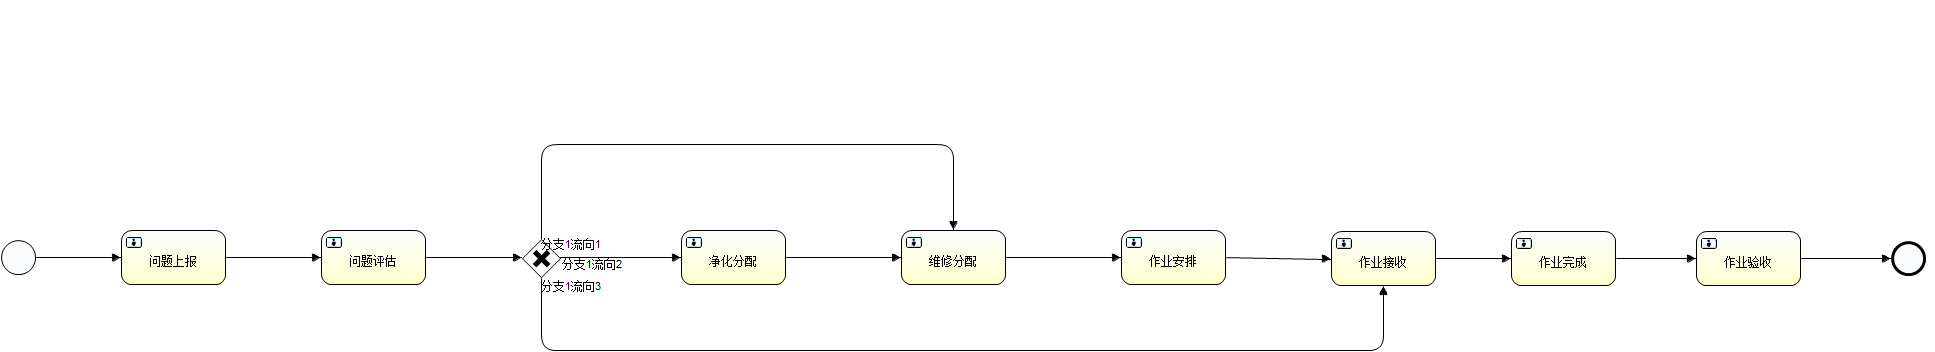 分支1流向1
问题上报
问题评估
分支1流向2
净化分配
维修分配
作业安排
作业接收
作业完成
作业验收
分支1流向3